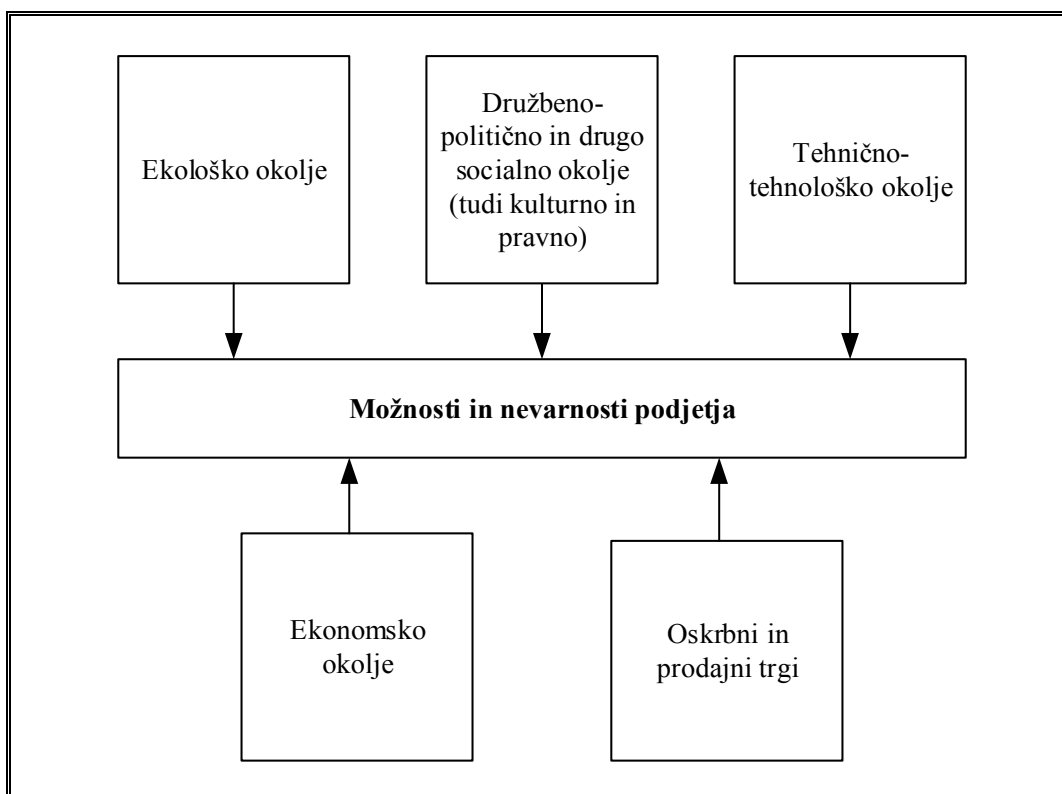 Ekološko okolje
Družbeno-
politično in drugo
socialno okolje
(tudi kulturno in
pravno)
Tehnično-
tehnološko okolje
Možnosti in nevarnosti podjetja
Ekonomsko
okolje
Oskrbni in
prodajni trgi